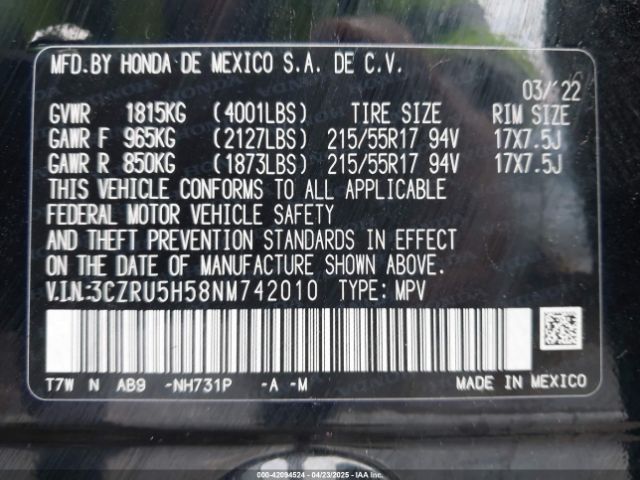 MFD.BY HONDA DE MEXICO S.A. DE C.V.
03/22
GVWR 1815KG (4001LBS) TIRE SIZE RIM SIZE
GAWR F 965KG (2127LBS) 215/55R17 94V 17X7.5J
GAWR R 850KG (1873LBS) 215/55R17 94V 17X7.5J
THIS VEHICLE CONFORMS TO ALL APPLICABLE
FEDERAL MOTOR VEHICLE SAFETY
AND THEFT PREVENTION STANDARDS IN EFFECT
ON THE DATE OF MANUFACTURE SHOWN ABOVE.
V.I.N:3CZRU5H58NM742010 TYPE: MPV
T7W N AB9 -NH731P -A -M MADE IN MEXICO
000-42094524 04/23/2025 IAA Inc.